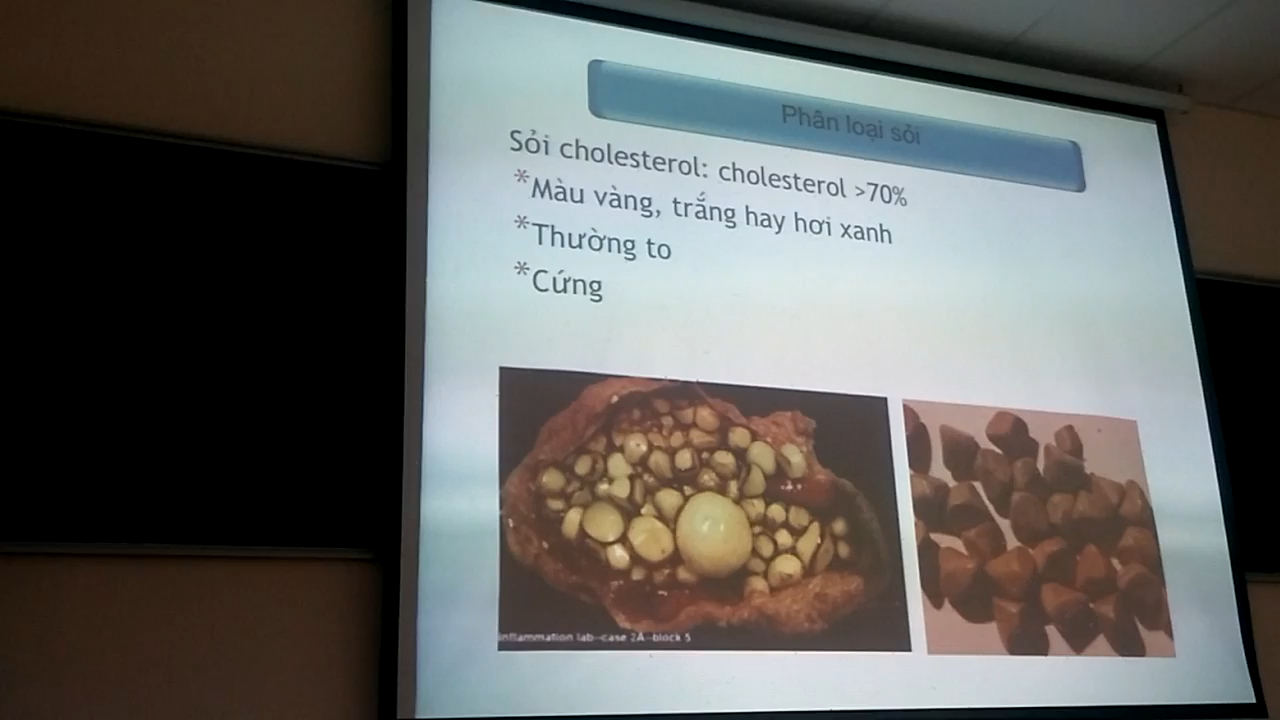 Phân loại sỏi
Sỏi cholesterol: cholesterol >70%
*Màu vàng, trắng hay hơi xanh
*Thường to
*Cứng
inflammation lab--case 2A--block 5